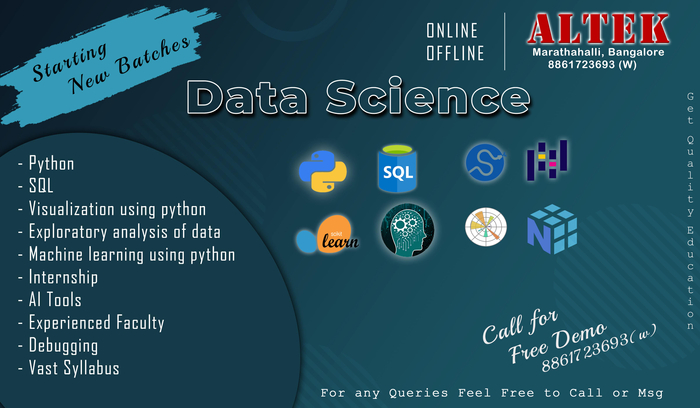 Starting
New Batches
ONLINE
OFFLINE
ALTEK
Marathahalli, Bangalore
8861723693 (W)
Data Science
- Python
- SQL
- Visualization using python
- Exploratory analysis of data
- Machine learning using python
- Internship
- AI Tools
- Experienced Faculty
- Debugging
- Vast Syllabus
SQL
scikit
learn
Get Quality Education
Call for
Free Demo
8861723693(w)
For any Queries Feel Free to Call or Msg